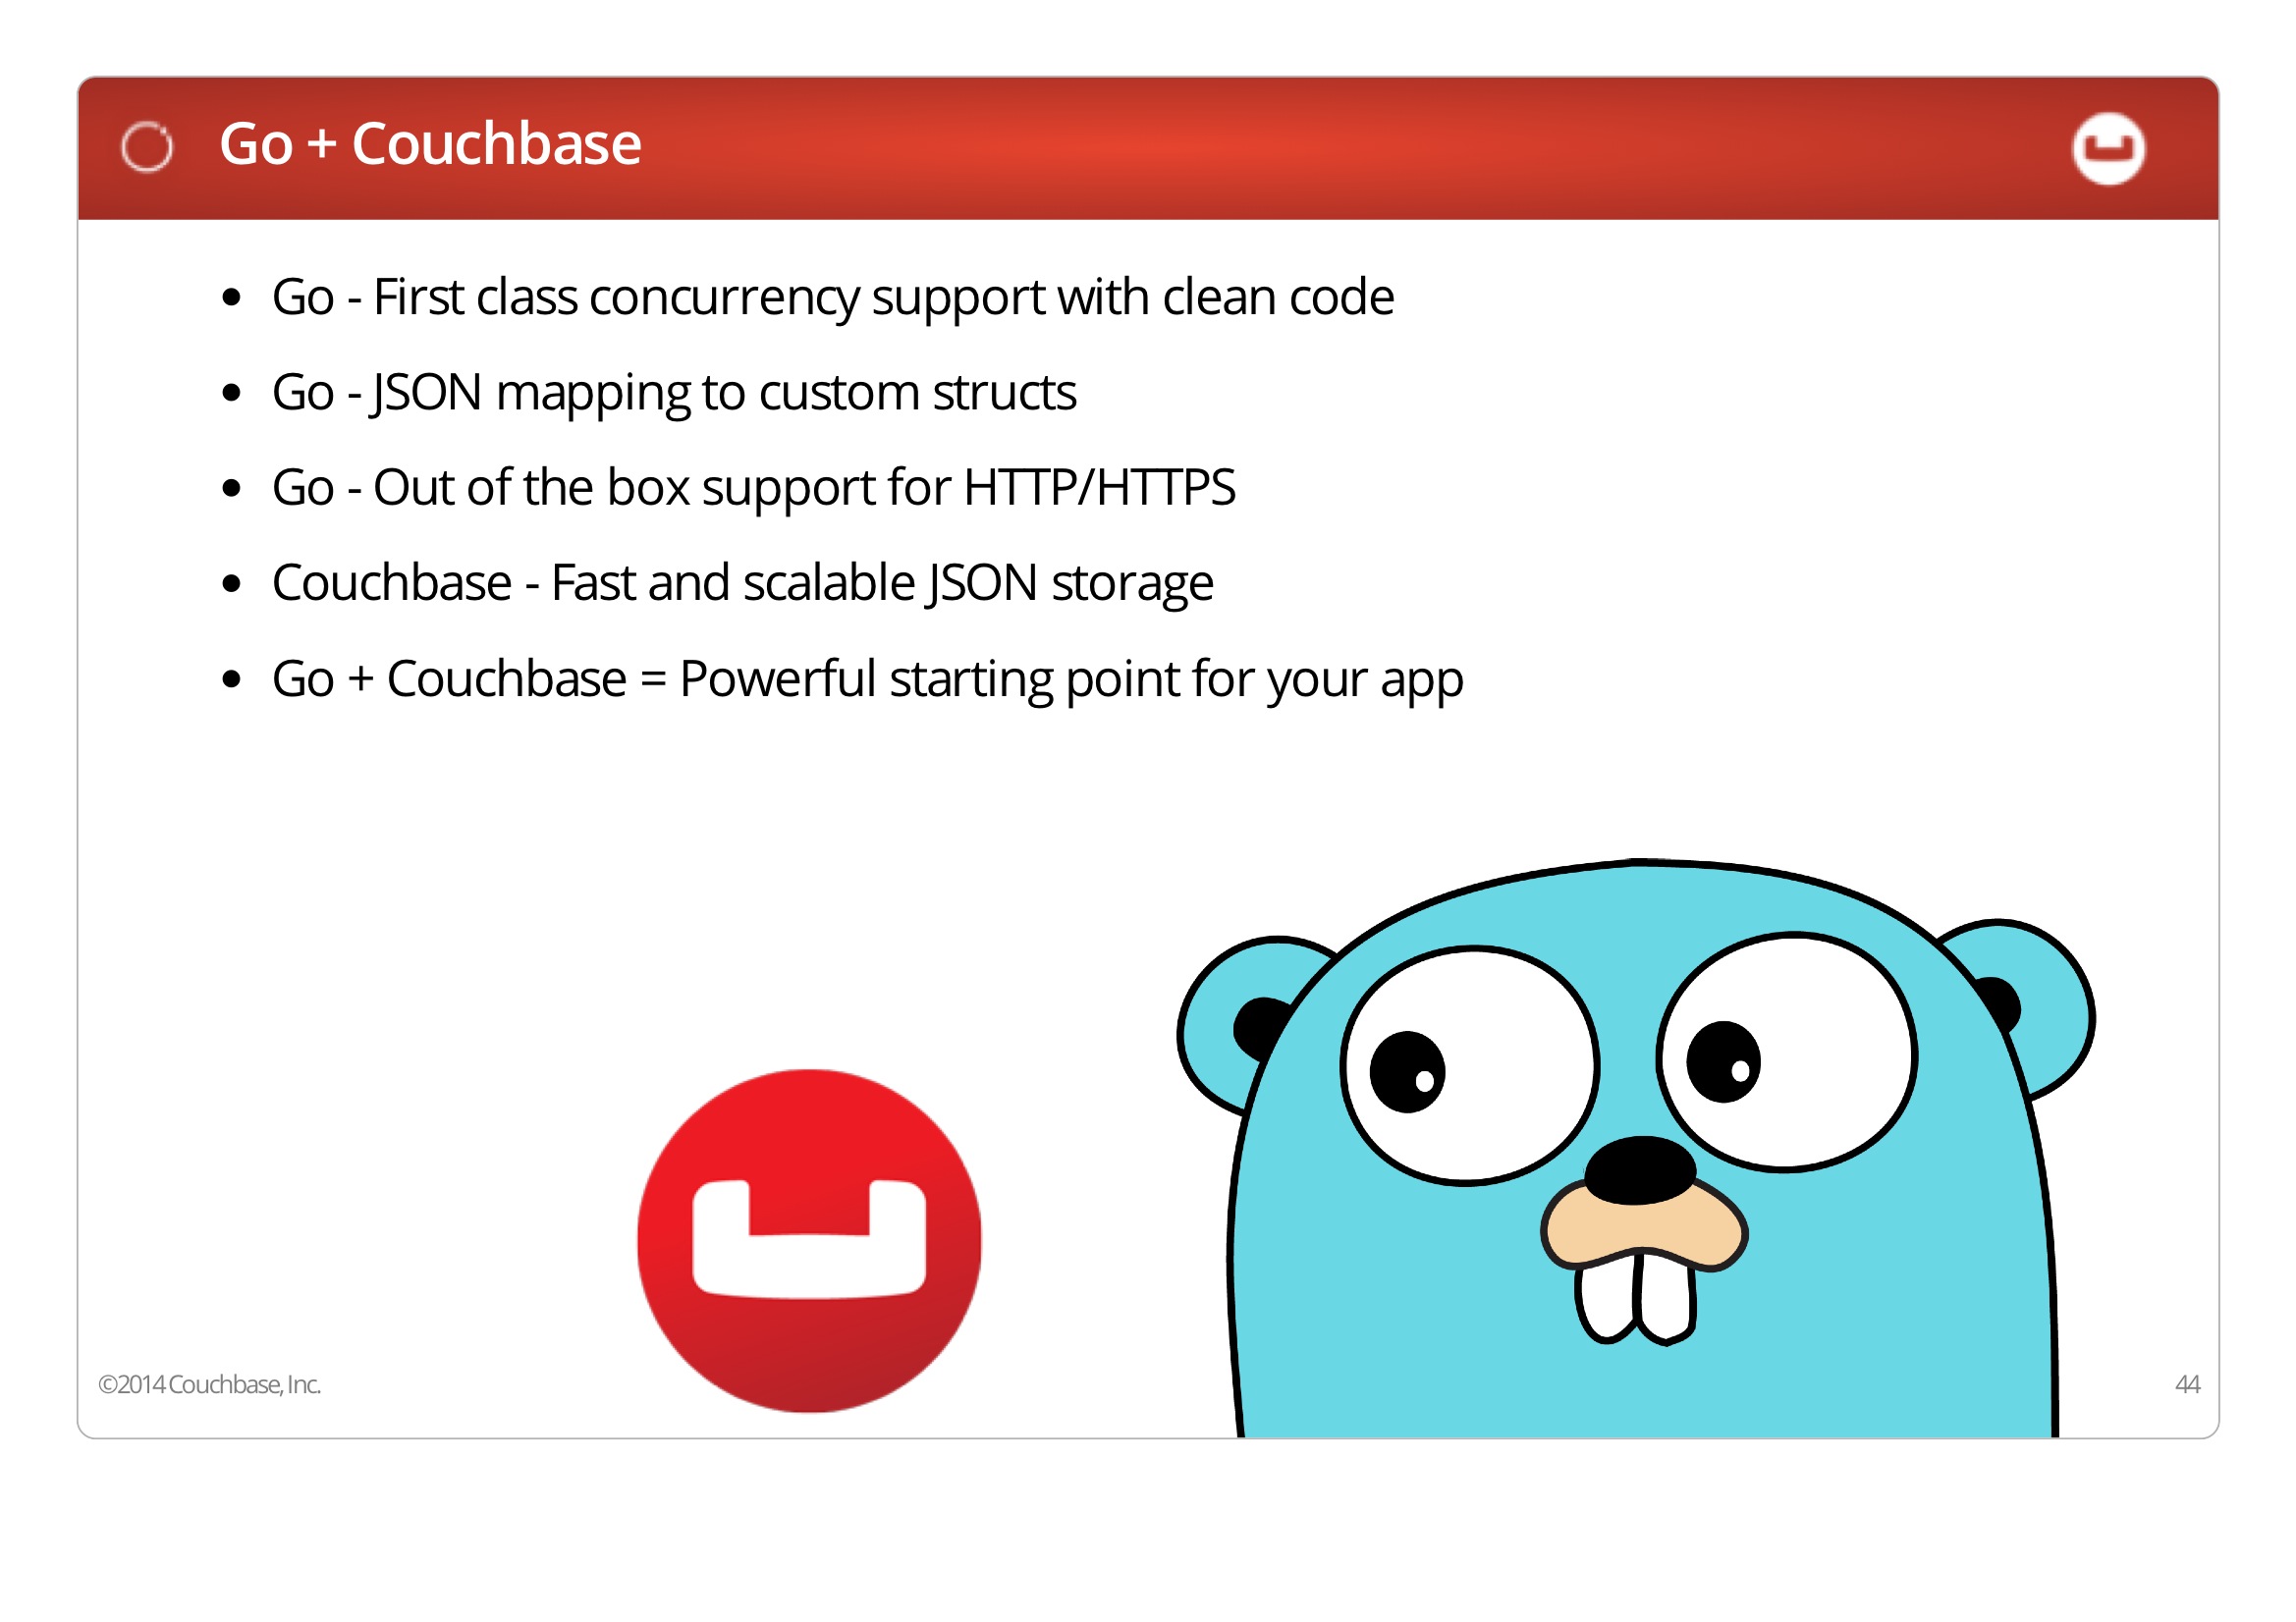 Go + Couchbase
• Go - First class concurrency support with clean code
• Go - JSON mapping to custom structs
• Go - Out of the box support for HTTP/HTTPS
• Couchbase - Fast and scalable JSON storage
• Go + Couchbase = Powerful starting point for your app
©2014 Couchbase, Inc.
44